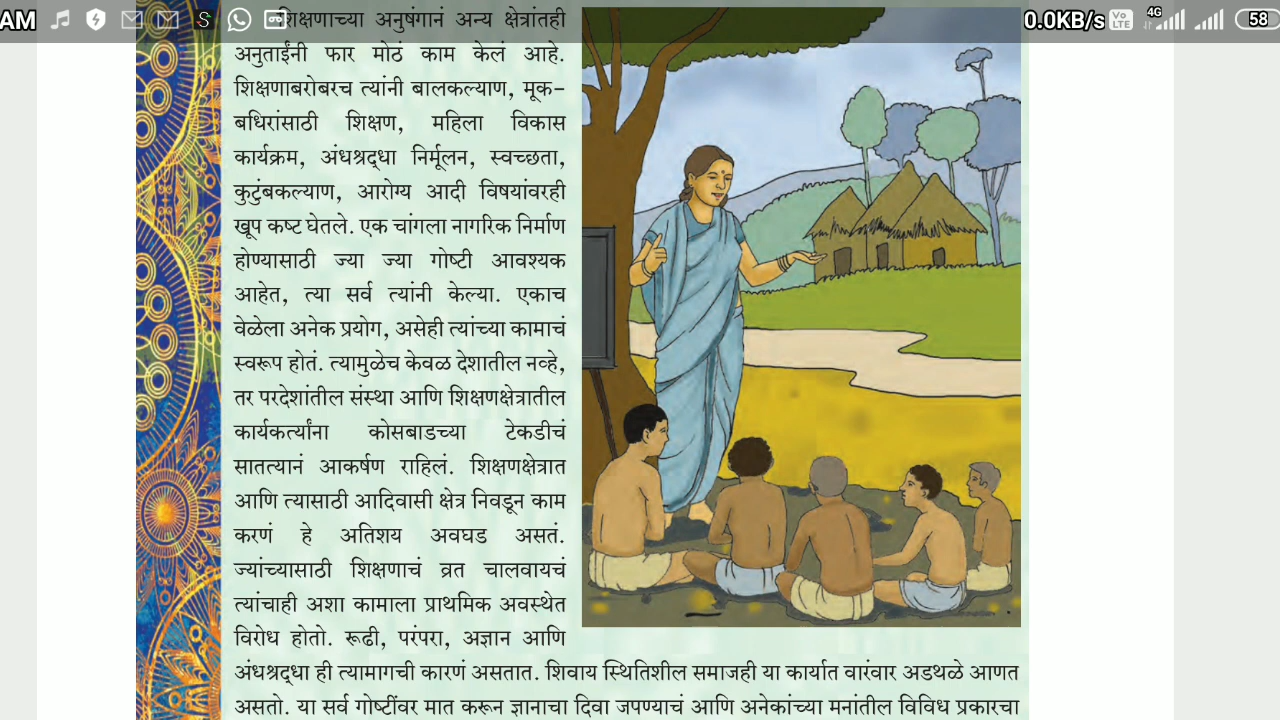 AM
0.0KB/s
Vo LTE
4G
58
शिक्षणाच्या अनुषंगानं अन्य क्षेत्रांतही
अनुताईंनी फार मोठं काम केलं आहे.
शिक्षणाबरोबरच त्यांनी बालकल्याण, मूक-
बधिरांसाठी शिक्षण, महिला विकास
कार्यक्रम, अंधश्रद्धा निर्मूलन, स्वच्छता,
कुटुंबकल्याण, आरोग्य आदी विषयांवरही
खूप कष्ट घेतले. एक चांगला नागरिक निर्माण
होण्यासाठी ज्या ज्या गोष्टी आवश्यक
आहेत, त्या सर्व त्यांनी केल्या. एकाच
वेळेला अनेक प्रयोग, असेही त्यांच्या कामाचं
स्वरूप होतं. त्यामुळेच केवळ देशातील नव्हे,
तर परदेशांतील संस्था आणि शिक्षणक्षेत्रातील
कार्यकर्त्यांना कोसबाडच्या टेकडीचं
सातत्यानं आकर्षण राहिलं. शिक्षणक्षेत्रात
आणि त्यासाठी आदिवासी क्षेत्र निवडून काम
करणं हे अतिशय अवघड असतं.
ज्यांच्यासाठी शिक्षणाचं व्रत चालवायचं
त्यांचाही अशा कामाला प्राथमिक अवस्थेत
विरोध होतो. रूढी, परंपरा, अज्ञान आणि
अंधश्रद्धा ही त्यामागची कारणं असतात. शिवाय स्थितिशील समाजही या कार्यात वारंवार अडथळे आणत
असतो. या सर्व गोष्टींवर मात करून ज्ञानाचा दिवा जपण्याचं आणि अनेकांच्या मनांतील विविध प्रकारचा